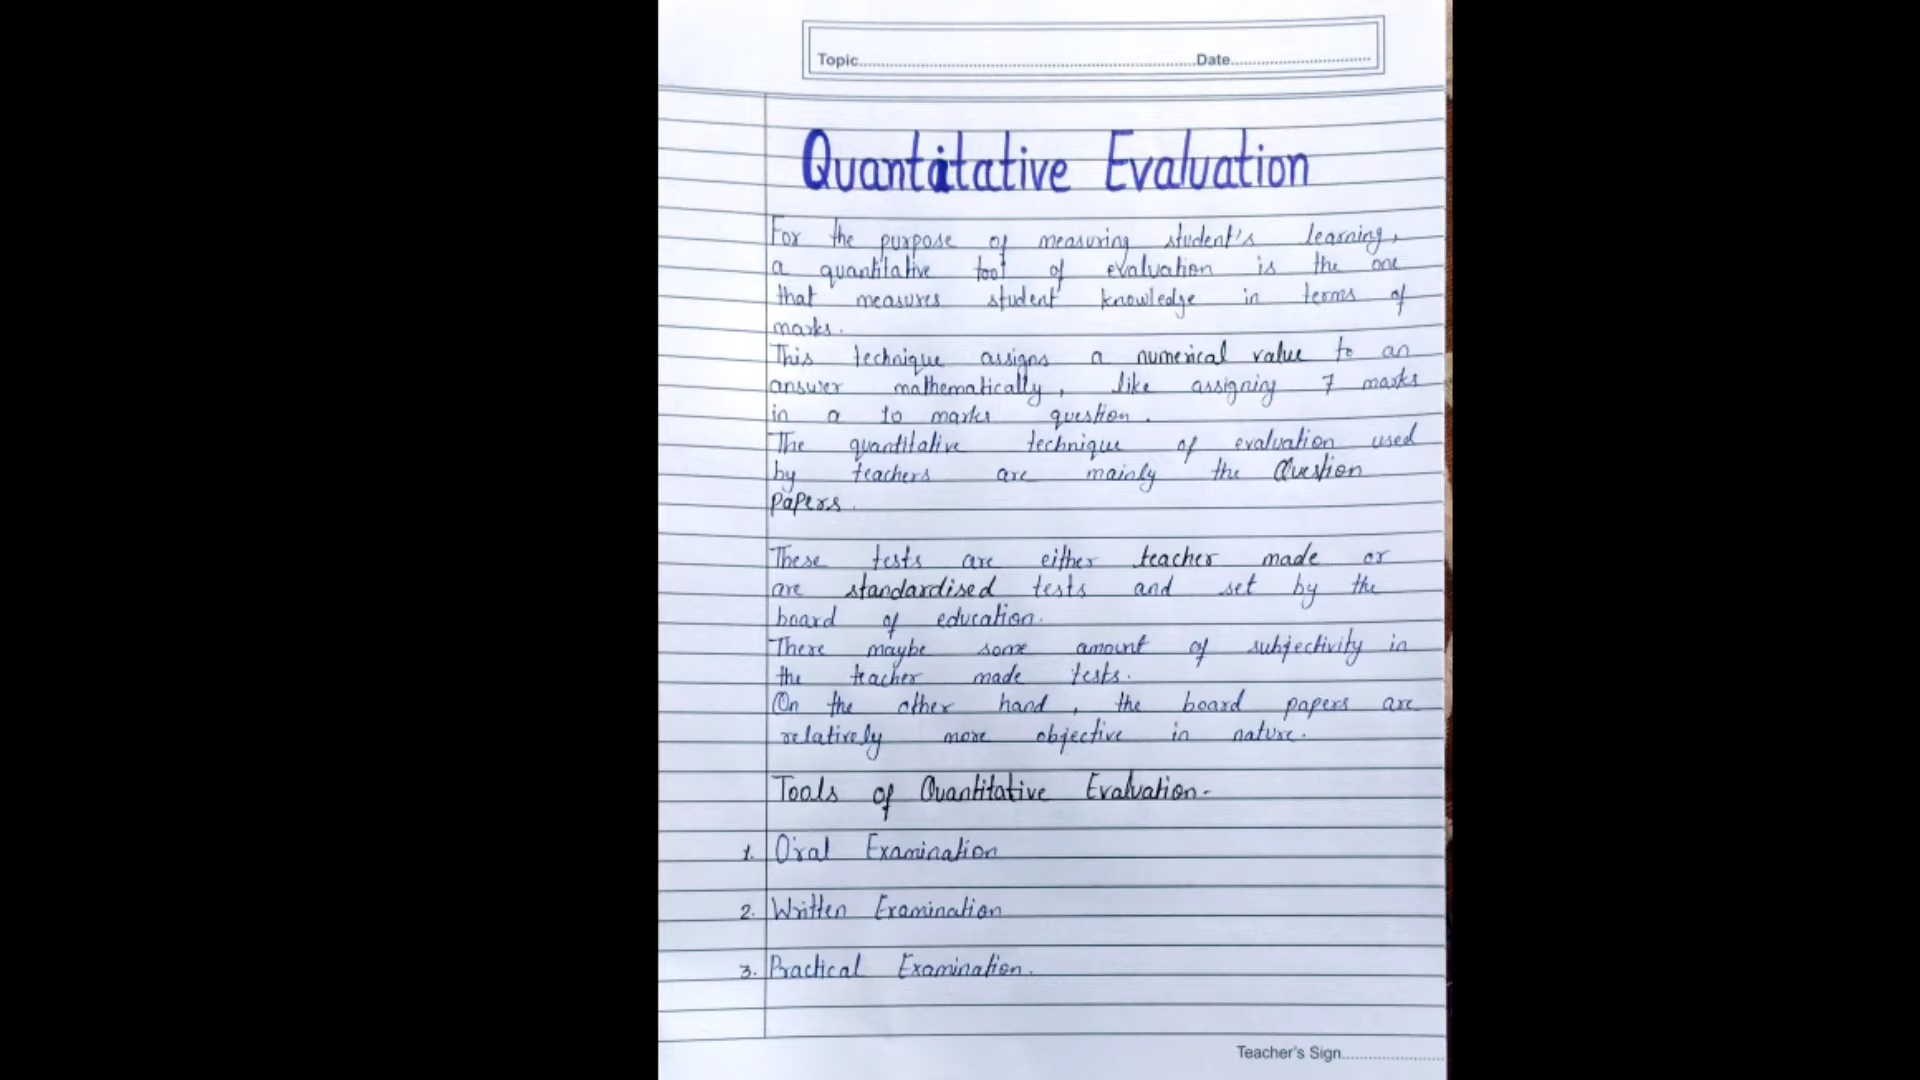 Topic Date
Quantitative Evaluation
For the purpose of measuring student's learning,
a quantitative tool of evaluation is the one
that measures student knowledge in terms of
marks.
This technique assigns a numerical value to an
answer mathematically, like assigning 7 marks
in a 10 marks question.
The quantitative technique of evaluation used
by teachers are mainly the Question
papers.
These tests are either teacher made or
are standardised tests and set by the
board of education.
There maybe some amount of subjectivity in
the teacher made tests.
On the other hand, the board papers are
relatively more objective in nature.
Tools of Quantitative Evaluation-
1. Oral Examination
2. Written Examination
3. Practical Examination.
Teacher's Sign